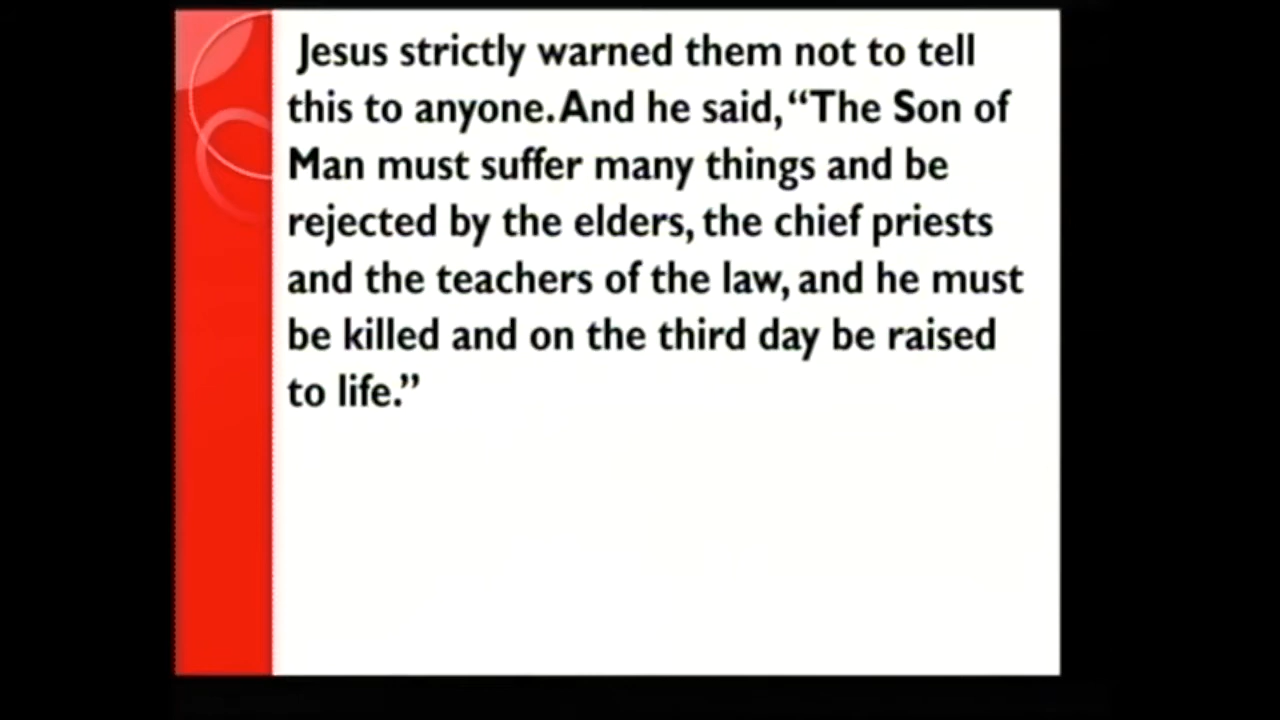 Jesus strictly warned them not to tell
this to anyone. And he said, “The Son of
Man must suffer many things and be
rejected by the elders, the chief priests
and the teachers of the law, and he must
be killed and on the third day be raised
to life.”